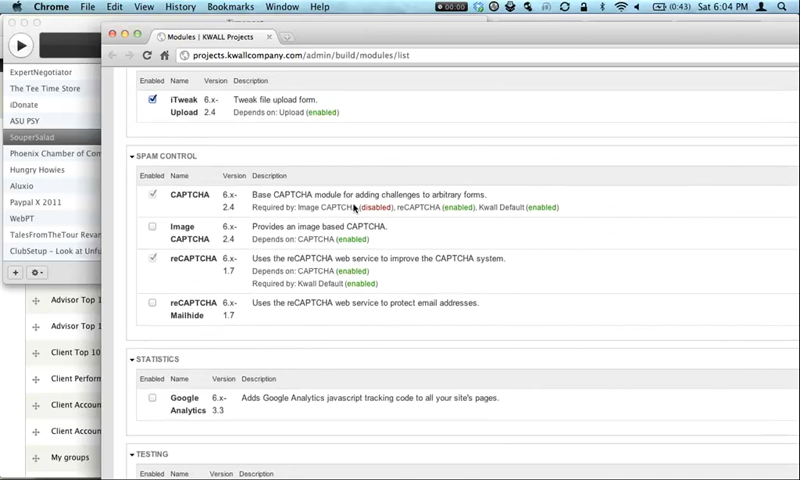 Chrome File Edit View History Bookmarks Window Help 00:00 (0:43) Sat 6:04 PM
Modules | KWALL Projects
projects.kwallcompany.com/admin/build/modules/list
ExpertNegotiator
The Tee Time Store
iDonate
ASU PSY
SouperSalad
Phoenix Chamber of Com
Hungry Howies
Aluxio
Paypal X 2011
WebPT
TalesFromTheTour Revam
ClubSetup - Look at Unfu
Advisor Top 1
Advisor Top 1
Client Top 10
Client Perform
Client Accoun
Client Accoun
My groups
Enabled Name Version Description
iTweak Upload 6.x-2.4 Tweak file upload form.
Depends on: Upload (enabled)
SPAM CONTROL
Enabled Name Version Description
CAPTCHA 6.x-2.4 Base CAPTCHA module for adding challenges to arbitrary forms.
Required by: Image CAPTCHA (disabled), reCAPTCHA (enabled), Kwall Default (enabled)
Image CAPTCHA 6.x-2.4 Provides an image based CAPTCHA.
Depends on: CAPTCHA (enabled)
reCAPTCHA 6.x-1.7 Uses the reCAPTCHA web service to improve the CAPTCHA system.
Depends on: CAPTCHA (enabled)
Required by: Kwall Default (enabled)
reCAPTCHA Mailhide 6.x-1.7 Uses the reCAPTCHA web service to protect email addresses.
STATISTICS
Enabled Name Version Description
Google Analytics 6.x-3.3 Adds Google Analytics javascript tracking code to all your site's pages.
TESTING
Enabled Name Version Description